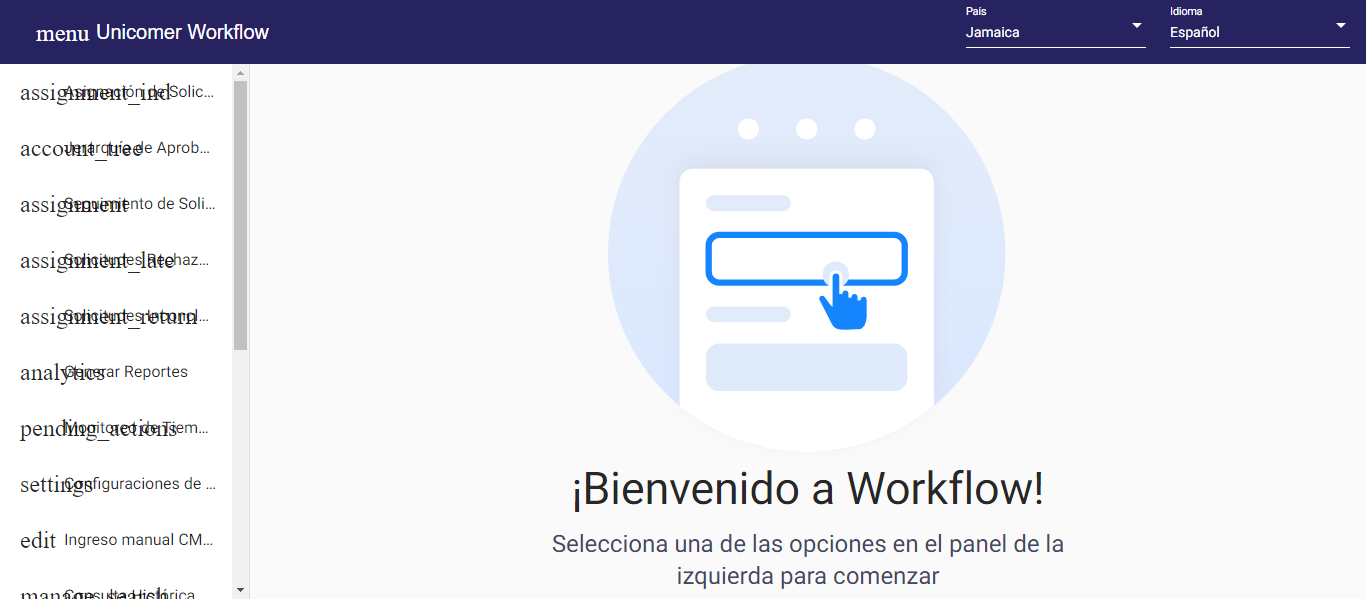 menu Unicomer Workflow
País
Jamaica
Idioma
Español
assignment_ind Asignación de Solic...
account_tree Jerarquía de Aprob...
assignment Seguimiento de Soli...
assignment_late Solicitudes Rechaz...
assignment_return Solicitudes Incompl...
analytics Generar Reportes
pending_actions Monitoreo de Tiem...
settings Configuraciones de ...
edit Ingreso manual CM...
manage_search Consulta Histórica
¡Bienvenido a Workflow!
Selecciona una de las opciones en el panel de la
izquierda para comenzar